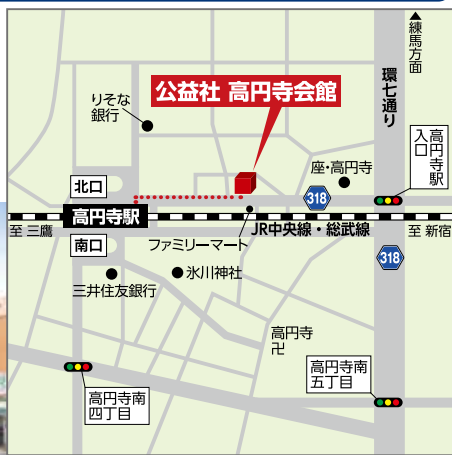 ▲練馬方面
環七通り
りそな
銀行
公益社 高円寺会館
高円寺駅
入口
座・高円寺
北口
318
高円寺駅
至 三鷹
ファミリーマート
JR中央線・総武線
至 新宿
南口
318
三井住友銀行
氷川神社
高円寺
卍
高円寺南
五丁目
高円寺南
四丁目